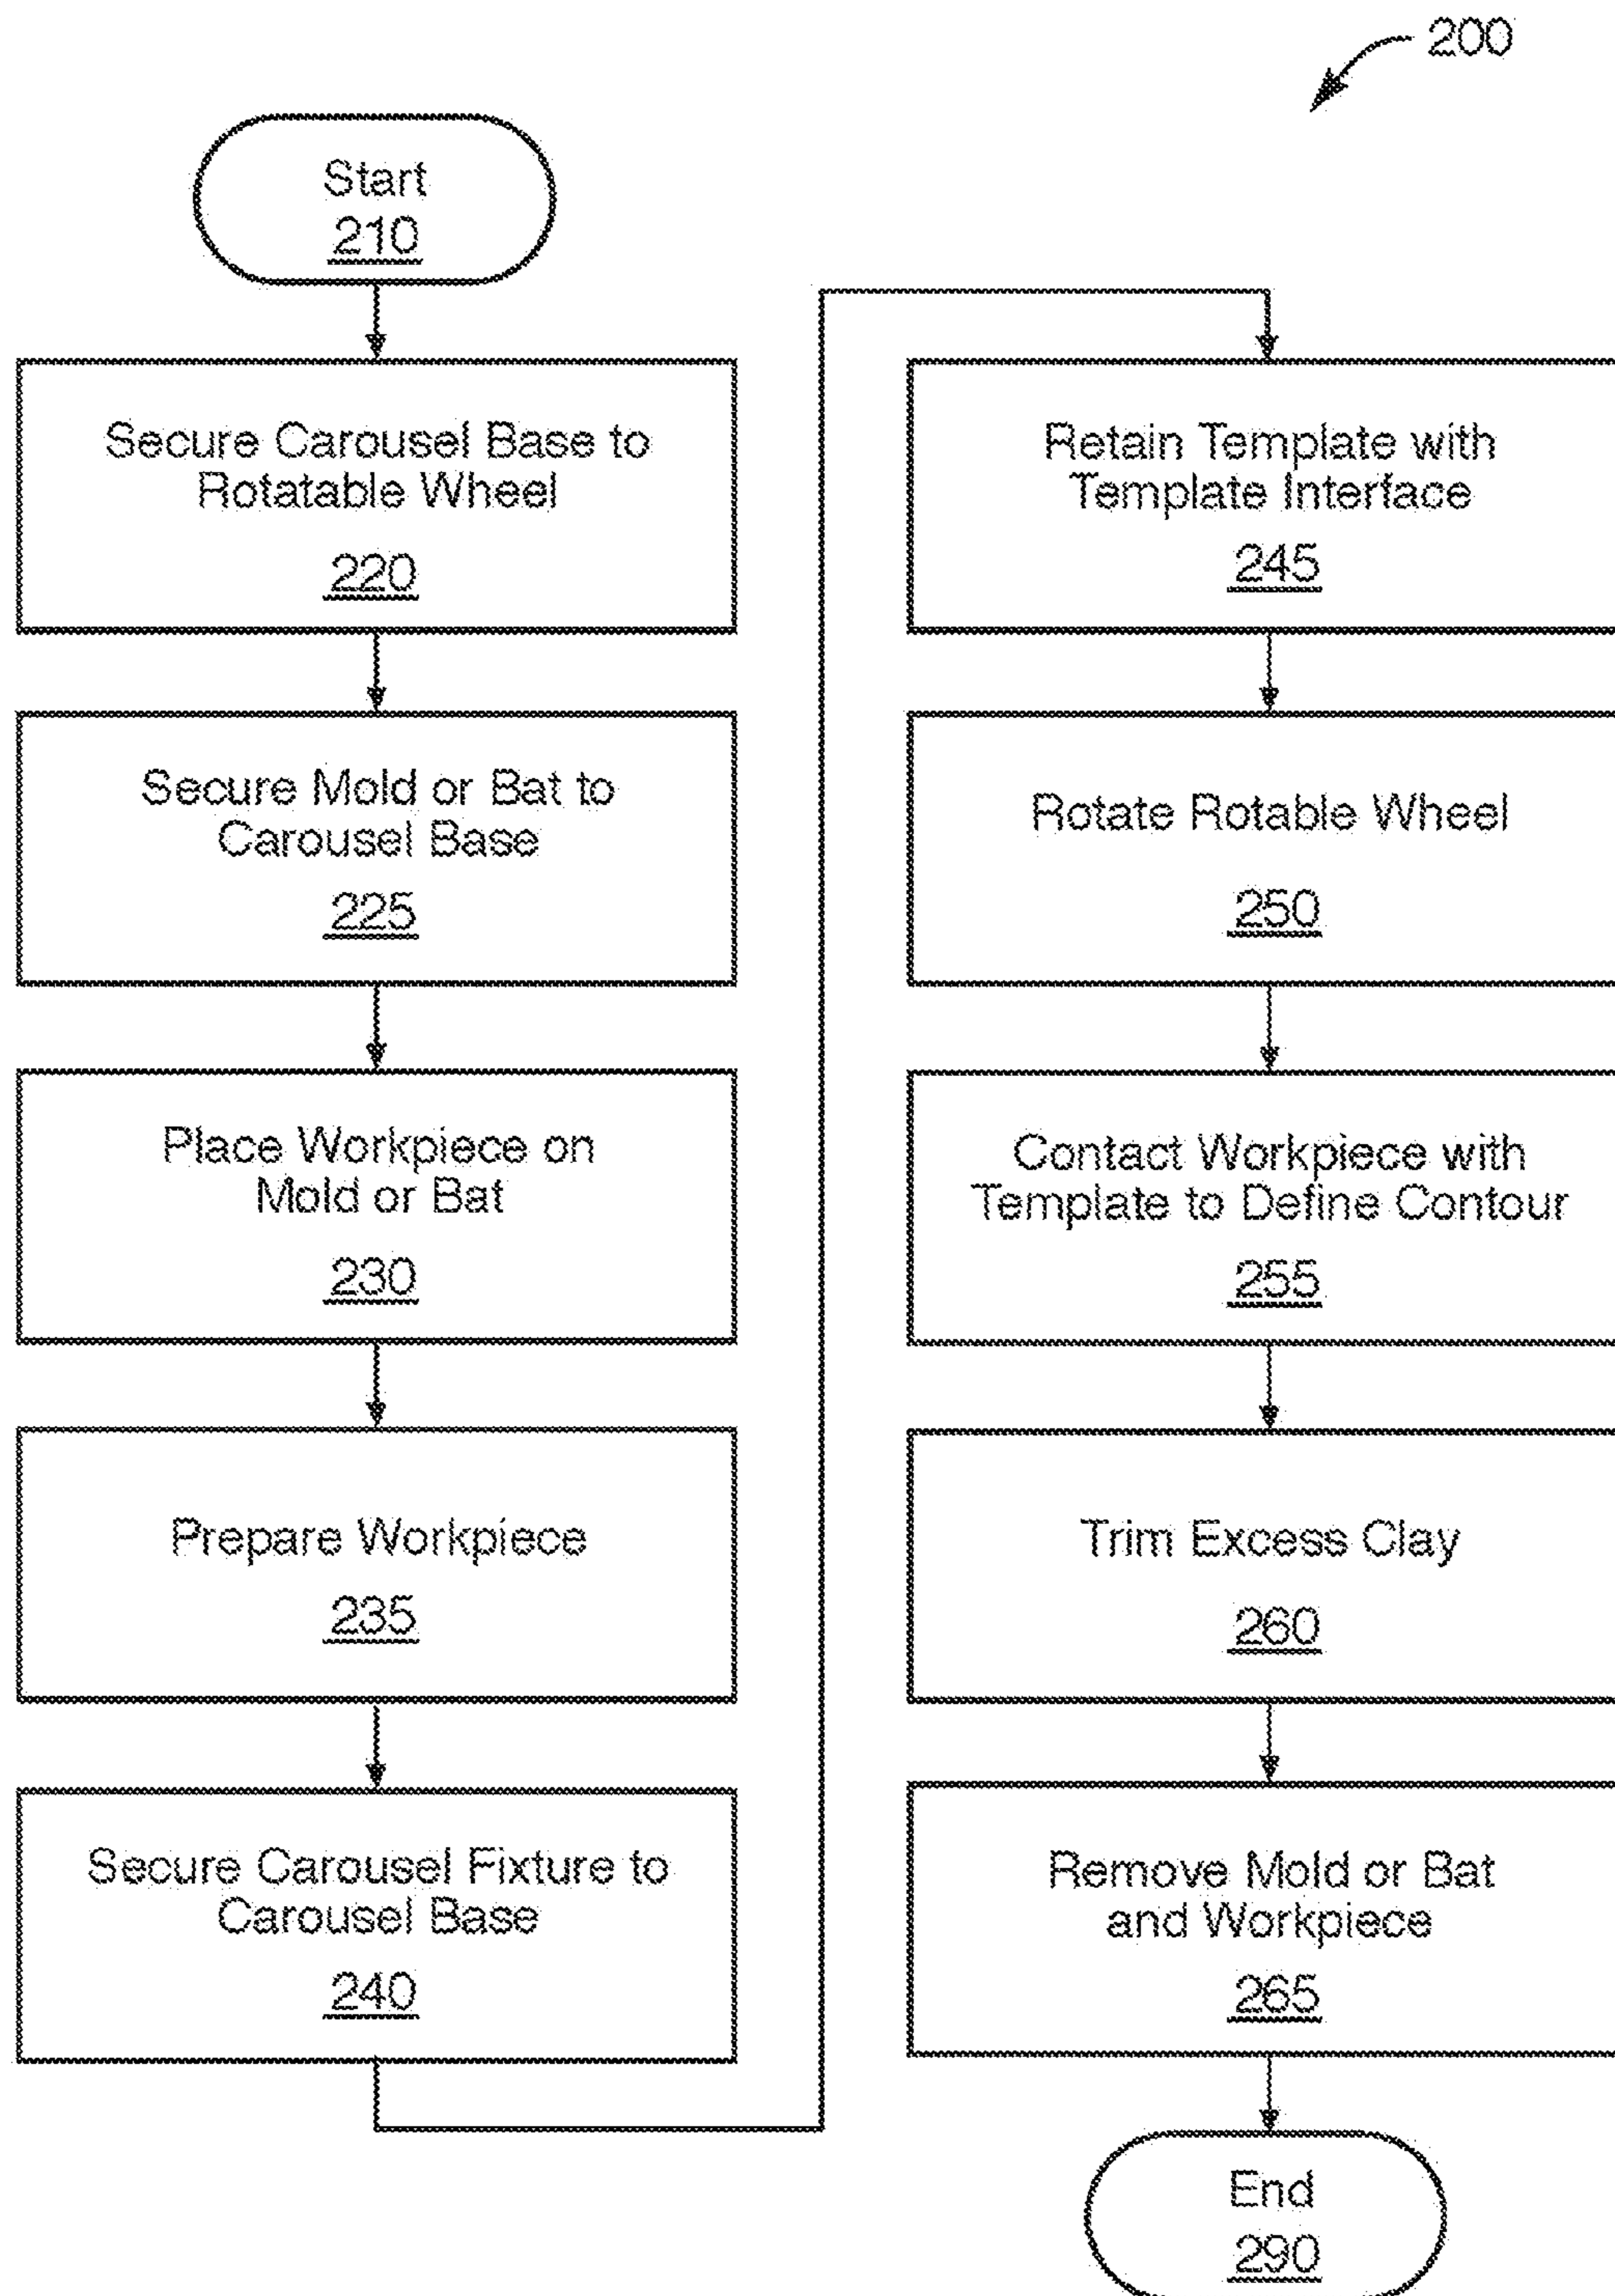 200
Start
210
Secure Carousel Base to
Rotatable Wheel
220
Secure Mold or Bat to
Carousel Base
225
Place Workpiece on
Mold or Bat
230
Prepare Workpiece
235
Secure Carousel Fixture to
Carousel Base
240
Retain Template with
Template Interface
245
Rotate Rotable Wheel
250
Contact Workpiece with
Template to Define Contour
255
Trim Excess Clay
260
Remove Mold or Bat
and Workpiece
265
End
290